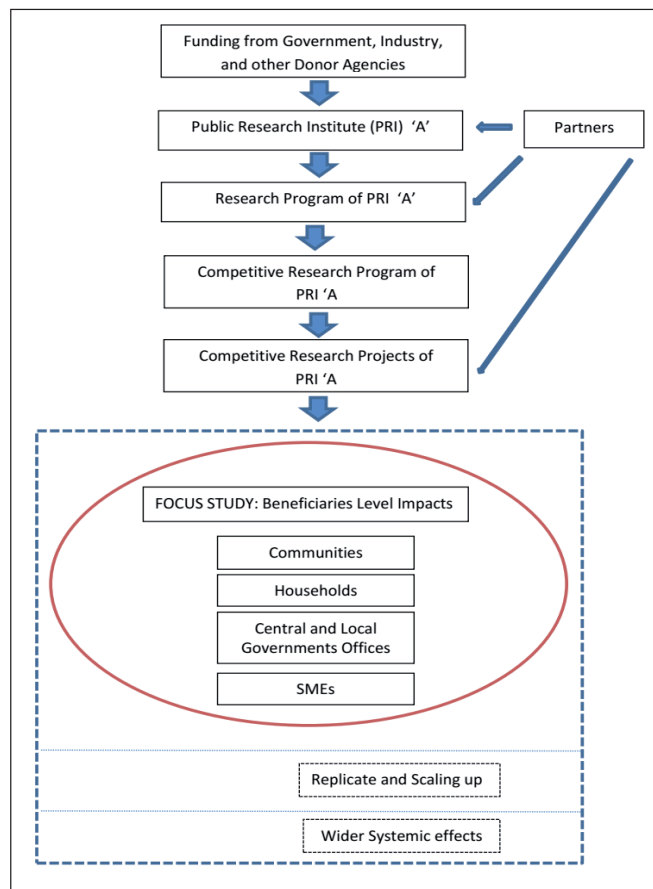 Funding from Government, Industry,
and other Donor Agencies
Public Research Institute (PRI) ‘A’
Partners
Research Program of PRI ‘A’
Competitive Research Program of
PRI ‘A
Competitive Research Projects of
PRI ‘A
FOCUS STUDY: Beneficiaries Level Impacts
Communities
Households
Central and Local
Governments Offices
SMEs
Replicate and Scaling up
Wider Systemic effects